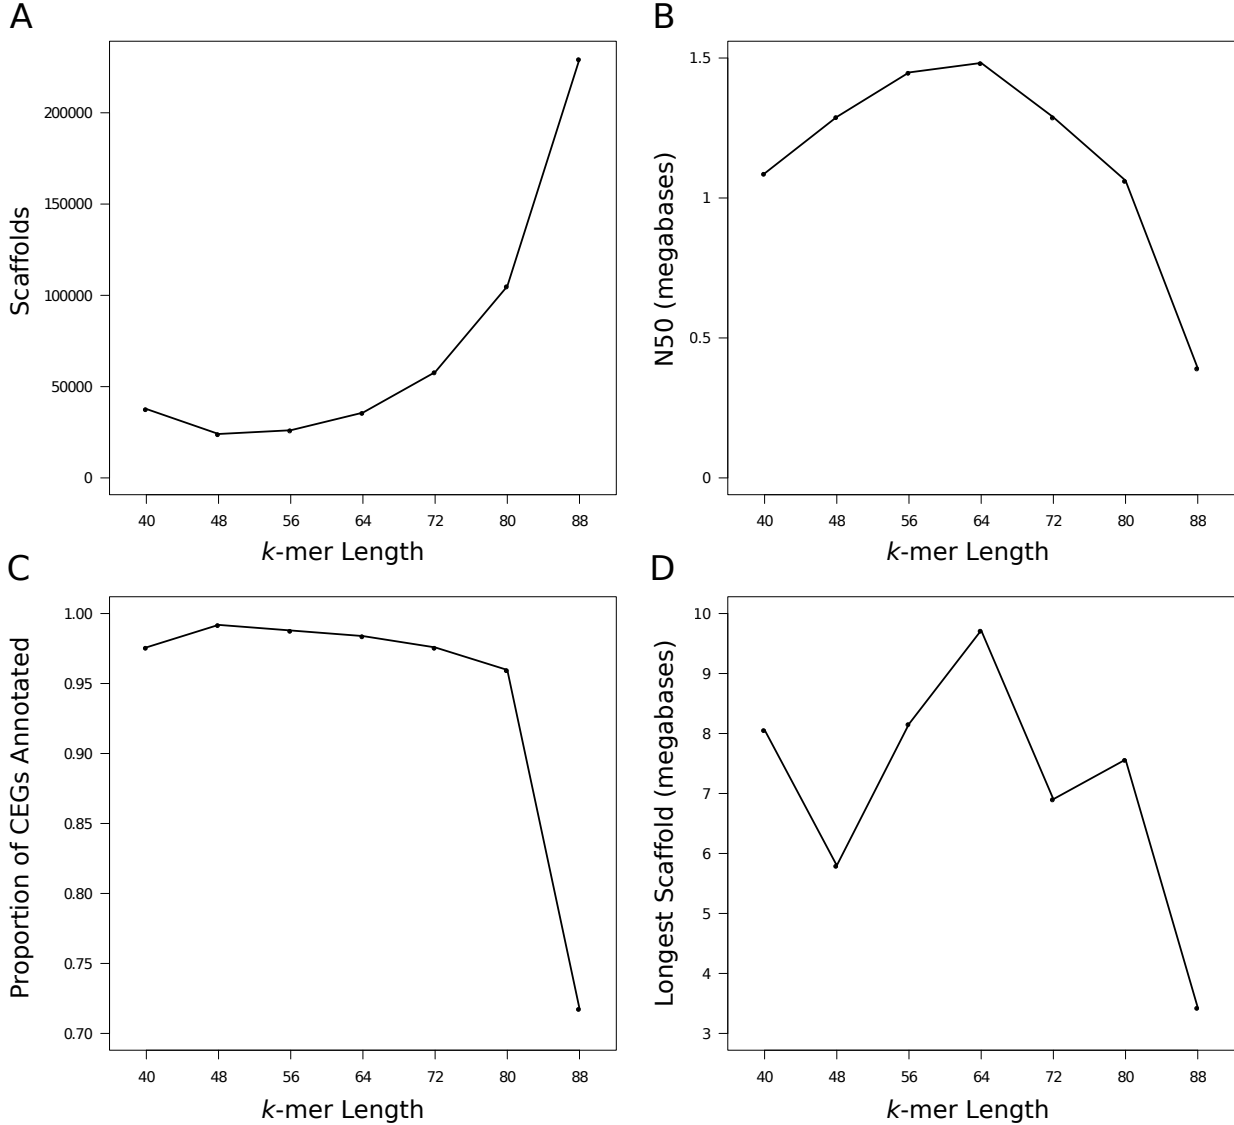 A
Scaffolds
200000
150000
100000
50000
0
40 48 56 64 72 80 88
k-mer Length
B
N50 (megabases)
1.5
1
0.5
0
40 48 56 64 72 80 88
k-mer Length
C
Proportion of CEGs Annotated
1.00
0.95
0.90
0.85
0.80
0.75
0.70
40 48 56 64 72 80 88
k-mer Length
D
Longest Scaffold (megabases)
10
9
8
7
6
5
4
3
40 48 56 64 72 80 88
k-mer Length